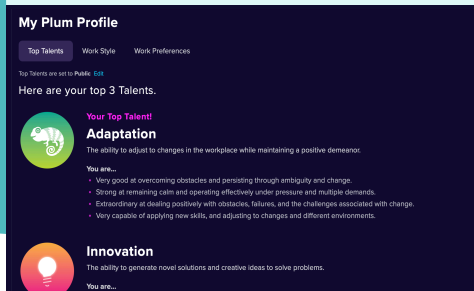 My Plum Profile
Top Talents Work Style Work Preferences
Top Talents are set to Public Edit
Here are your top 3 Talents.
Your Top Talent!
Adaptation
The ability to adjust to changes in the workplace while maintaining a positive demeanor.
You are...
• Very good at overcoming obstacles and persisting through ambiguity and change.
• Strong at remaining calm and operating effectively under pressure and multiple demands.
• Extraordinary at dealing positively with obstacles, failures, and the challenges associated with change.
• Very capable of applying new skills, and adjusting to changes and different environments.
Innovation
The ability to generate novel solutions and creative ideas to solve problems.
You are...